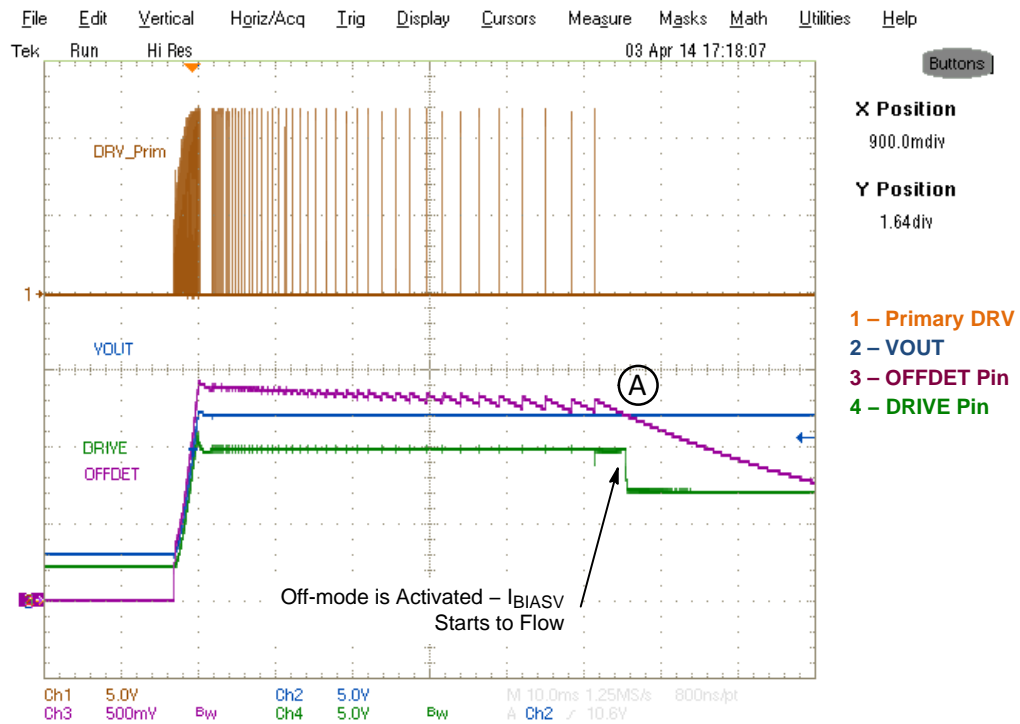 File Edit Vertical Horiz/Acq Trig Display Cursors Measure Masks Math Utilities Help
Tek Run Hi Res 03 Apr 14 17:18:07
Buttons
X Position
900.0mdiv
Y Position
1.64div
DRV_Prim
1
VOUT
1 – Primary DRV
2 – VOUT
3 – OFFDET Pin
4 – DRIVE Pin
A
DRIVE
OFFDET
Off-mode is Activated – IBIASV
Starts to Flow
Ch1 5.0V Ch2 5.0V M 10.0ms 1.25MS/s 800ns/pt
Ch3 500mV Bw Ch4 5.0V Bw A Ch2 ⁄ 10.6V